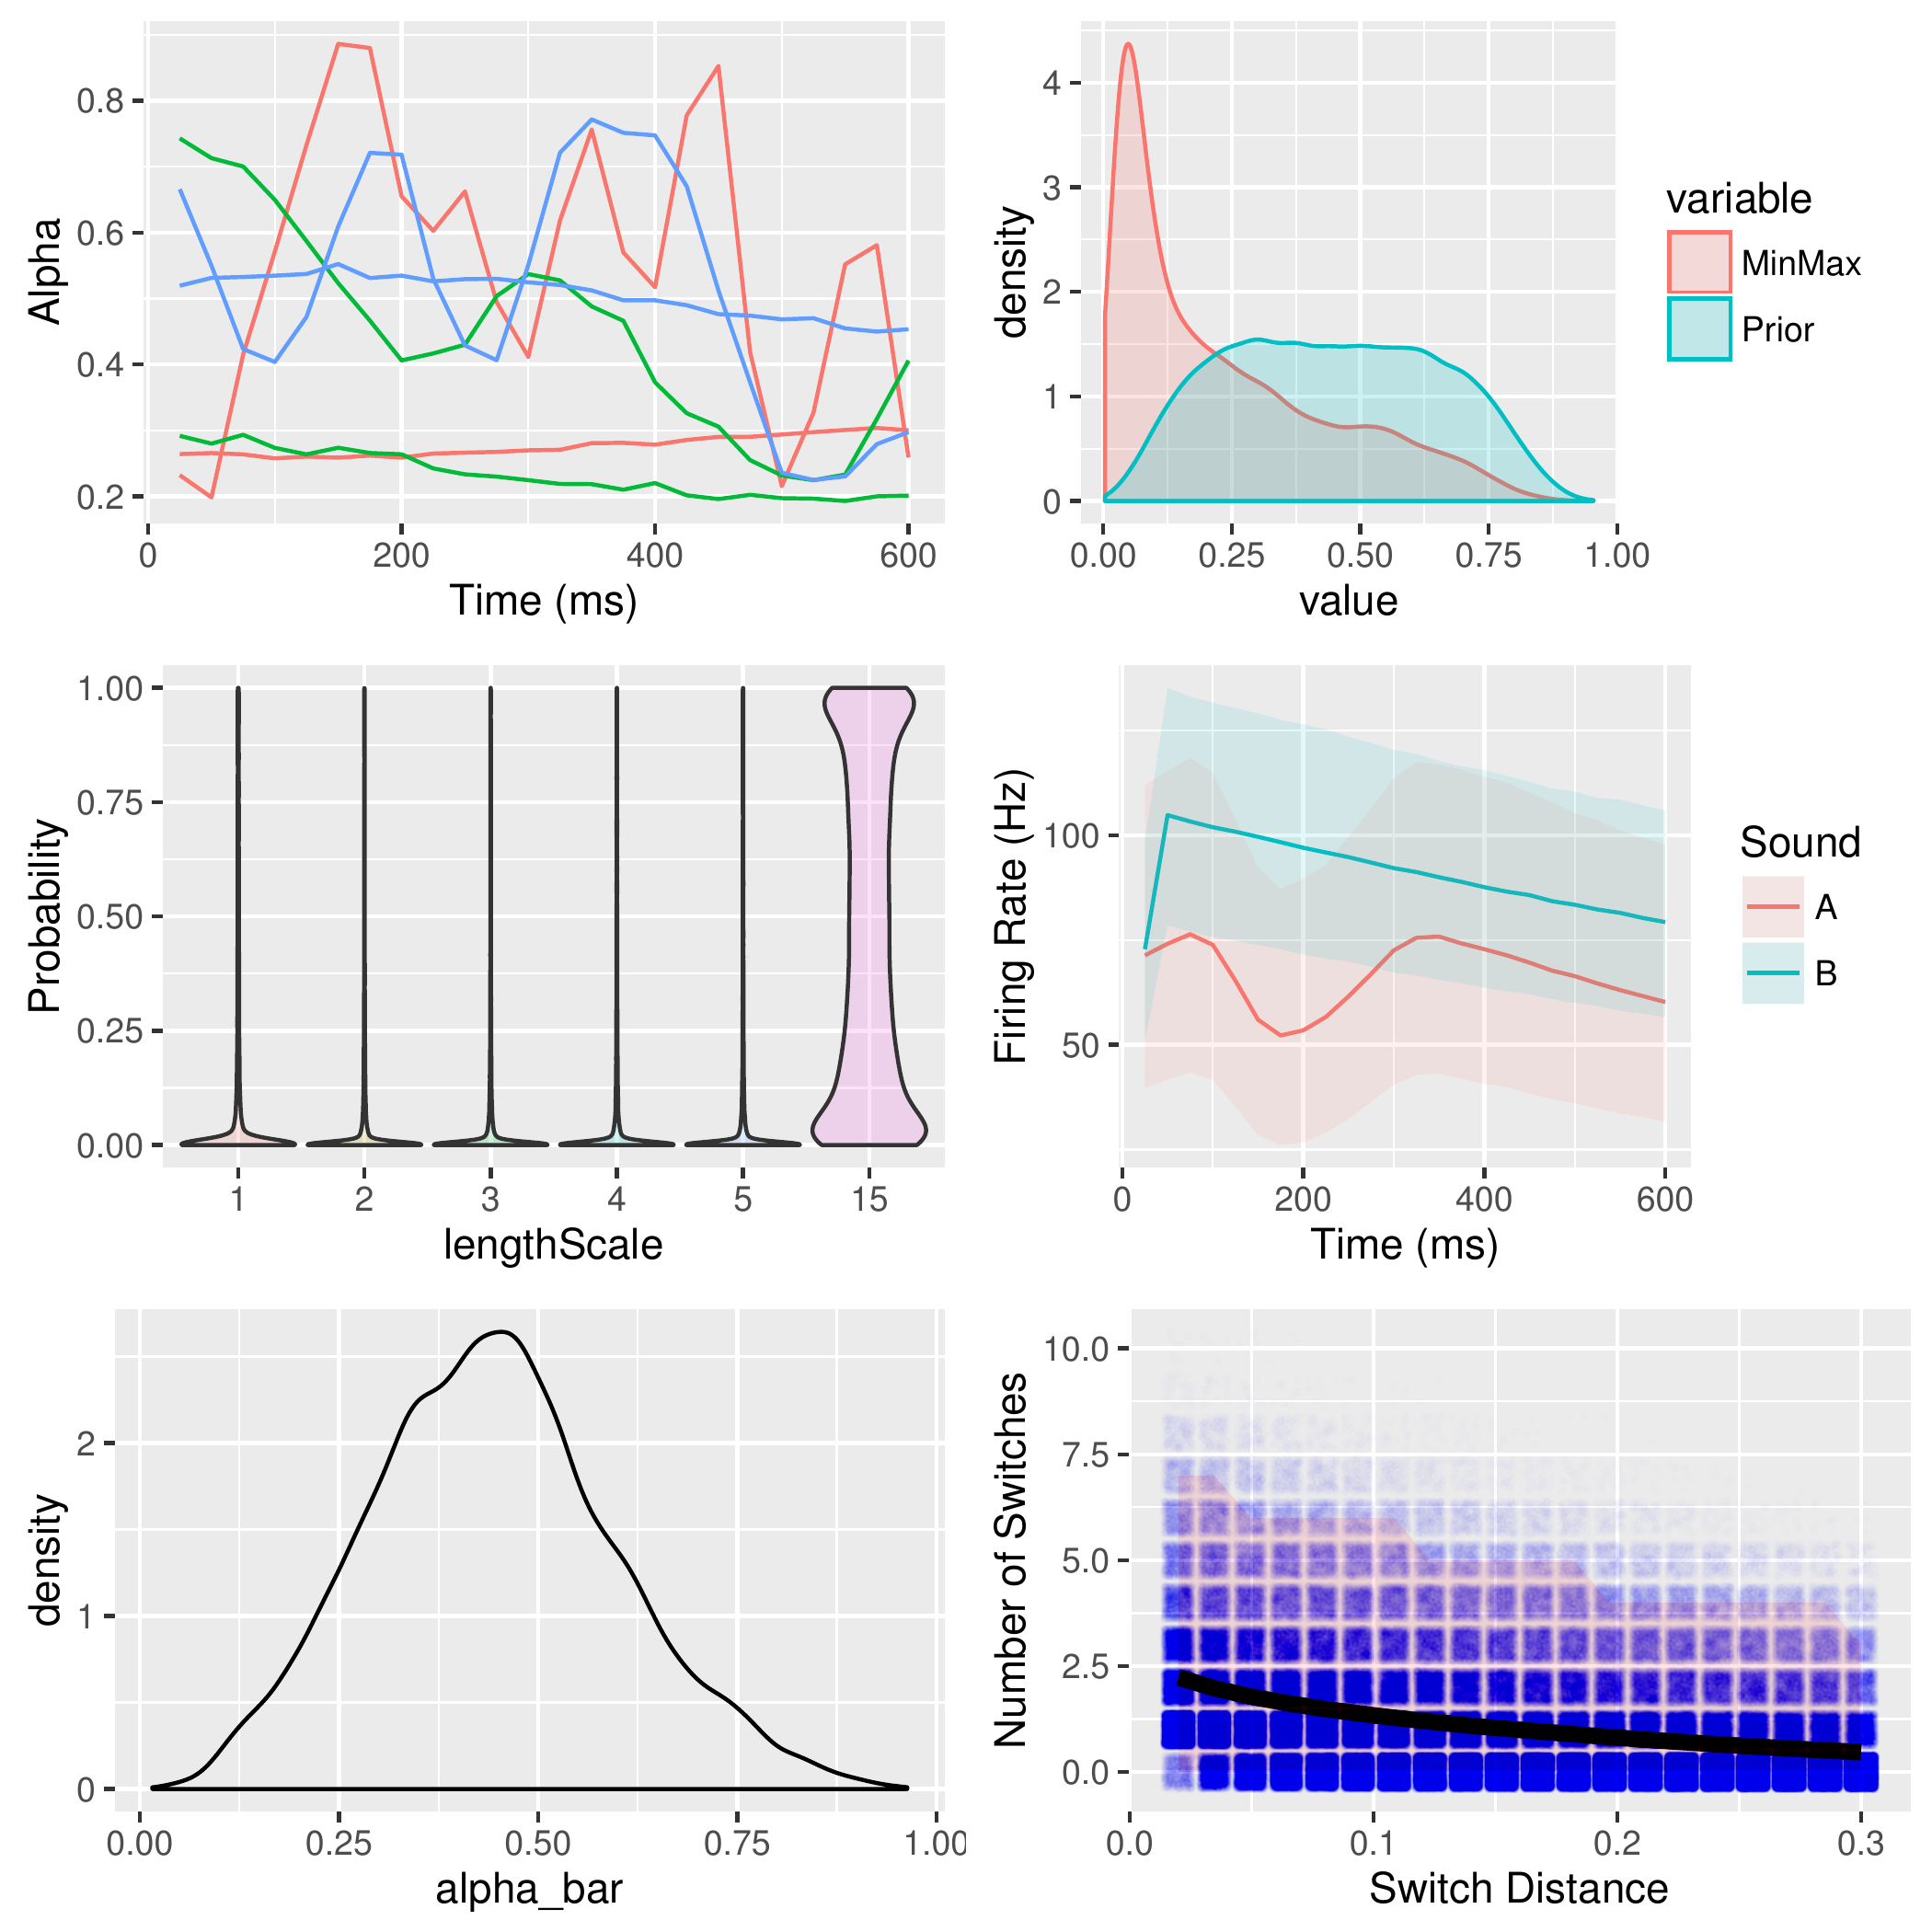 Alpha
0.8
0.6
0.4
0.2
0 200 400 600
Time (ms)
density
4
3
2
1
0
0.00 0.25 0.50 0.75 1.00
value
variable
MinMax
Prior
Probability
1.00
0.75
0.50
0.25
0.00
1 2 3 4 5 15
lengthScale
Firing Rate (Hz)
100
50
0 200 400 600
Time (ms)
Sound
A
B
density
2
1
0
0.00 0.25 0.50 0.75 1.00
alpha_bar
Number of Switches
10.0
7.5
5.0
2.5
0.0
0.0 0.1 0.2 0.3
Switch Distance